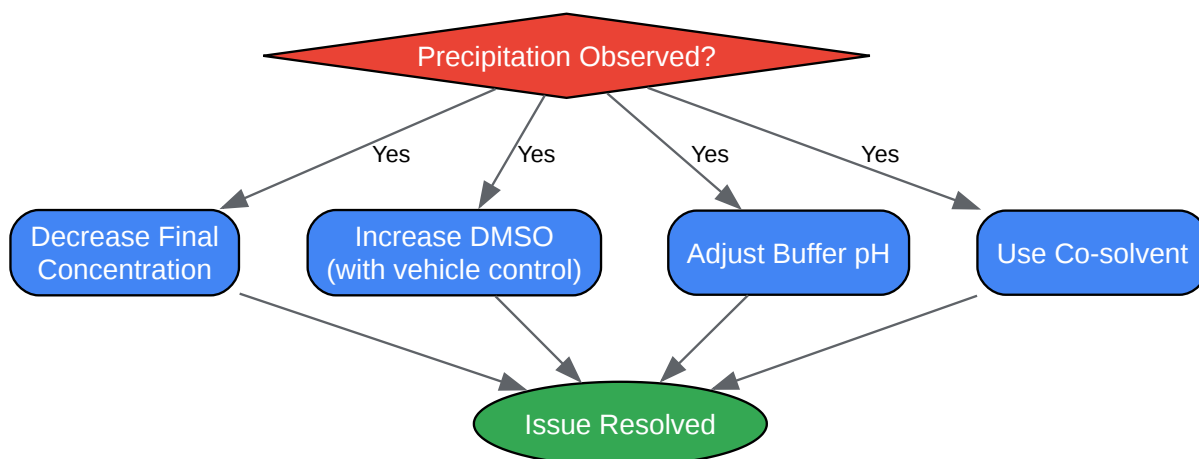 Precipitation Observed?
Yes
Yes
Yes
Yes
Decrease Final
Concentration
Increase DMSO
(with vehicle control)
Adjust Buffer pH
Use Co-solvent
Issue Resolved